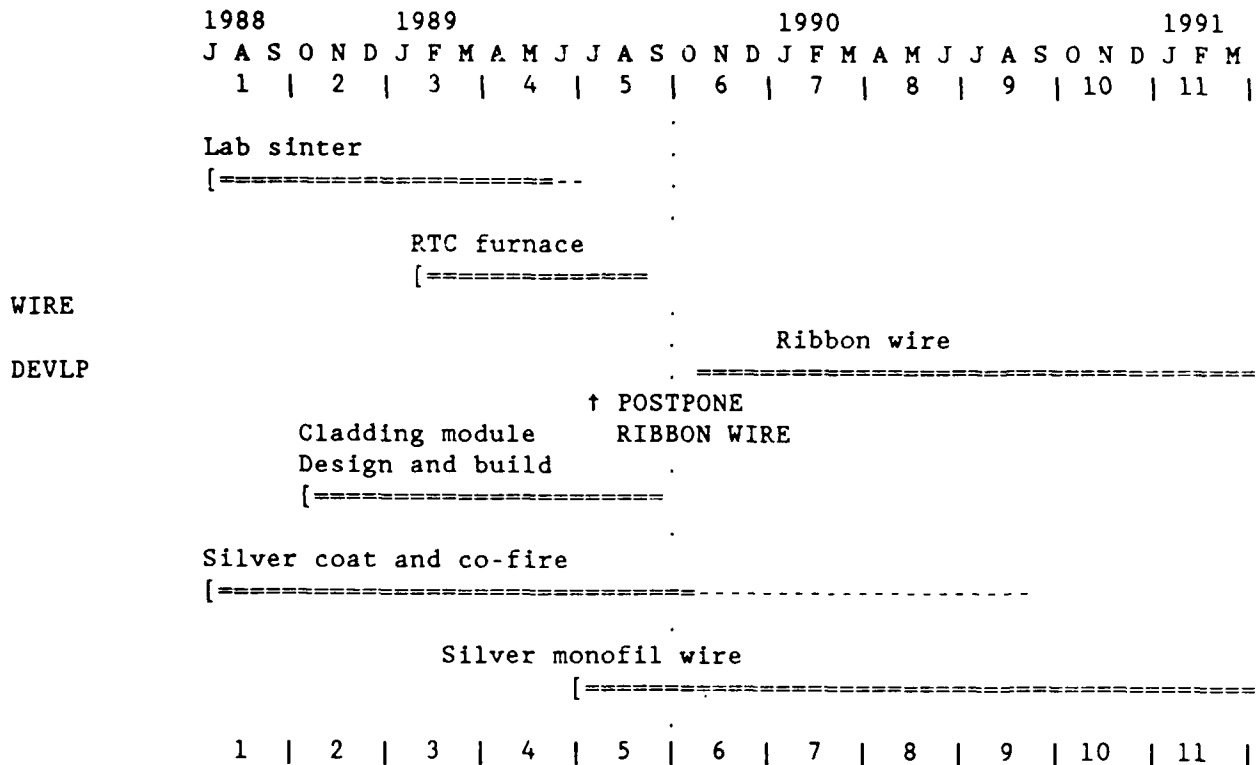 1988 1989 1990 1991
J A S O N D J F M A M J J A S O N D J F M A M J J A S O N D J F M
1 | 2 | 3 | 4 | 5 | 6 | 7 | 8 | 9 | 10 | 11 |
Lab sinter
[======================--
RTC furnace
[==============
WIRE
Ribbon wire
DEVLP
===================================
↑ POSTPONE
Cladding module RIBBON WIRE
Design and build
[======================
Silver coat and co-fire
[==============================---------------------
Silver monofil wire
[==========================================
1 | 2 | 3 | 4 | 5 | 6 | 7 | 8 | 9 | 10 | 11 |